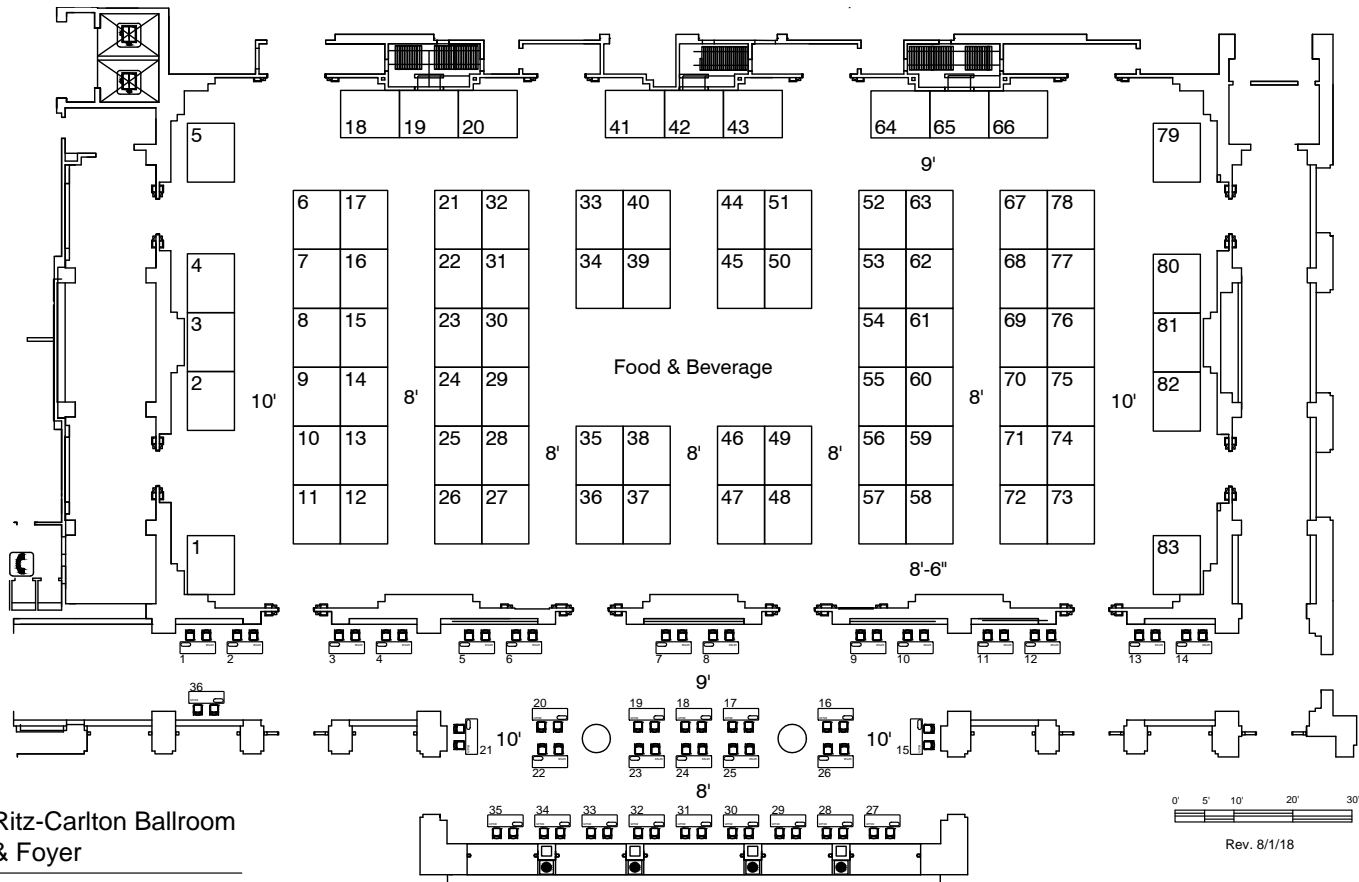 18 19 20 41 42 43 64 65 66
5 79
9'
6 17 21 32 33 40 44 51 52 63 67 78
7 16 22 31 34 39 45 50 53 62 68 77
4 80
8 15 23 30 54 61 69 76
3 81
Food & Beverage
9 14 24 29 55 60 70 75
2 82
10' 8' 8' 10'
10 13 25 28 35 38 46 49 56 59 71 74
8' 8' 8'
11 12 26 27 36 37 47 48 57 58 72 73
1 83
8'-6"
1 2 3 4 5 6 7 8 9 10 11 12 13 14
9'
36
20 19 18 17 16
21 10' 10' 15
22 23 24 25 26
8'
35 34 33 32 31 30 29 28 27
0' 5' 10' 20' 30'
Rev. 8/1/18
Ritz-Carlton Ballroom
& Foyer